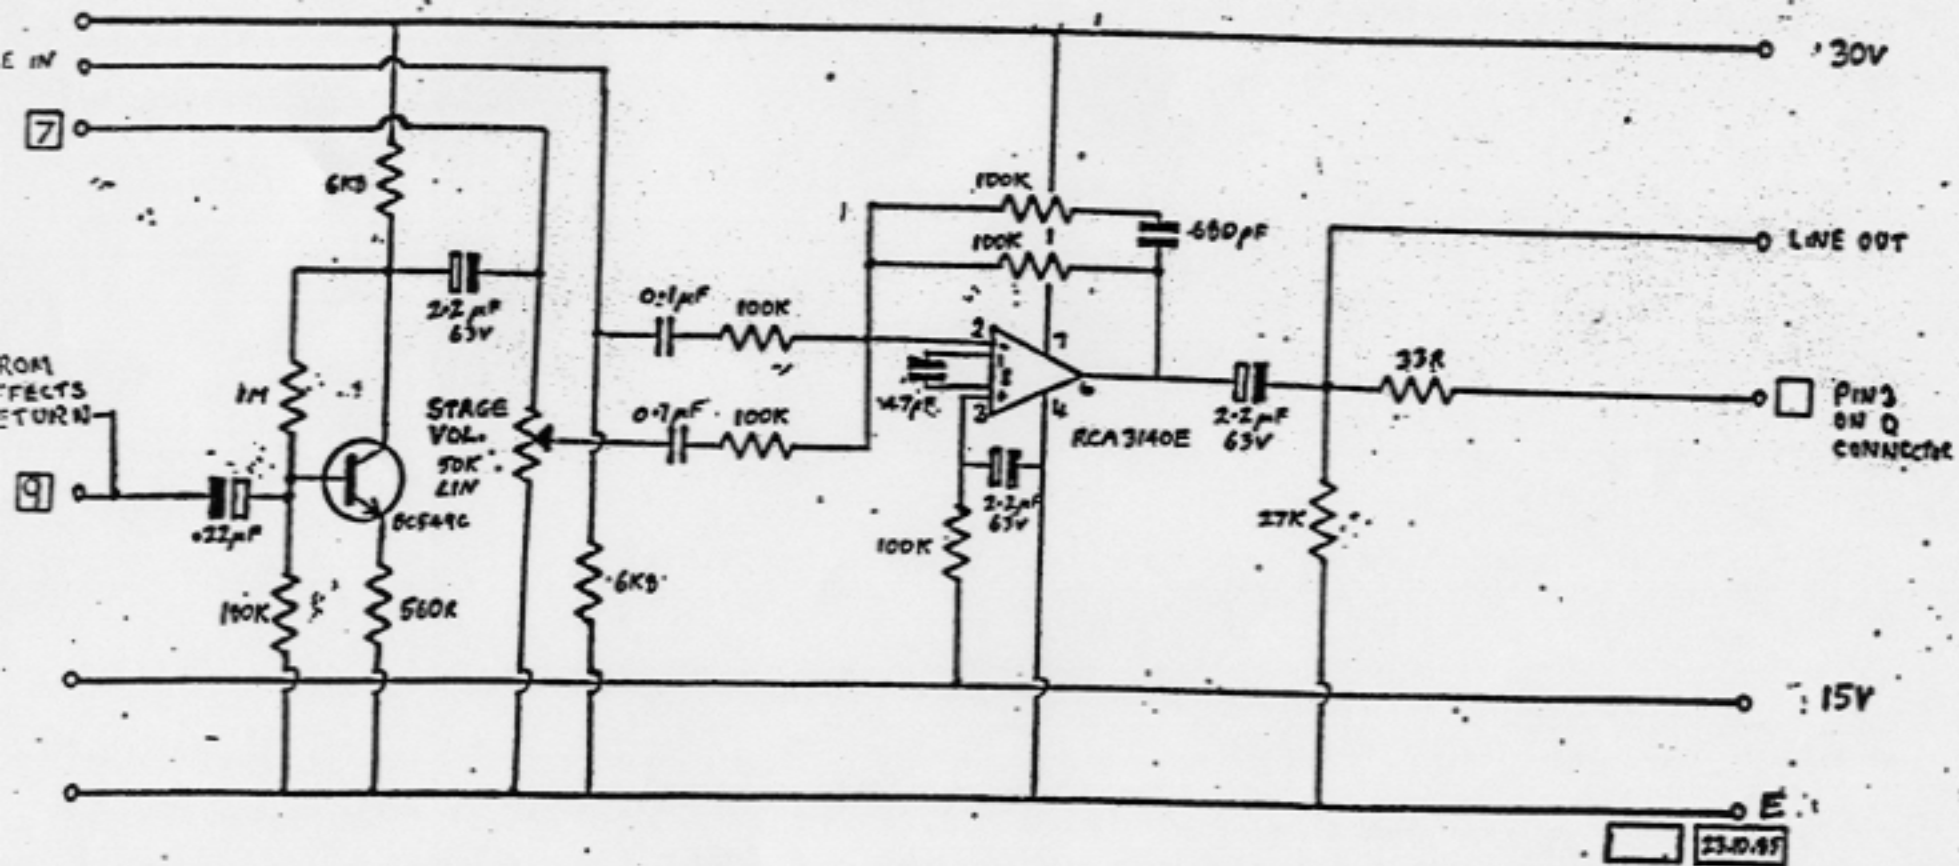 E IN
7
30V
6K8
100K
680pF
100K
LINE OUT
2.2µF
63V
0.1µF
100K
2
7
ROM
FFECTS
ETURN
1M
STAGE
VOL.
50K
LIN
0.1µF
100K
47pF
3
4
6
RCA3140E
2.2µF
63V
33R
PIN 3
ON Q
CONNECTOR
9
.22µF
BC549C
2.2µF
63V
100K
27K
560R
6K8
15V
E
23.10.85